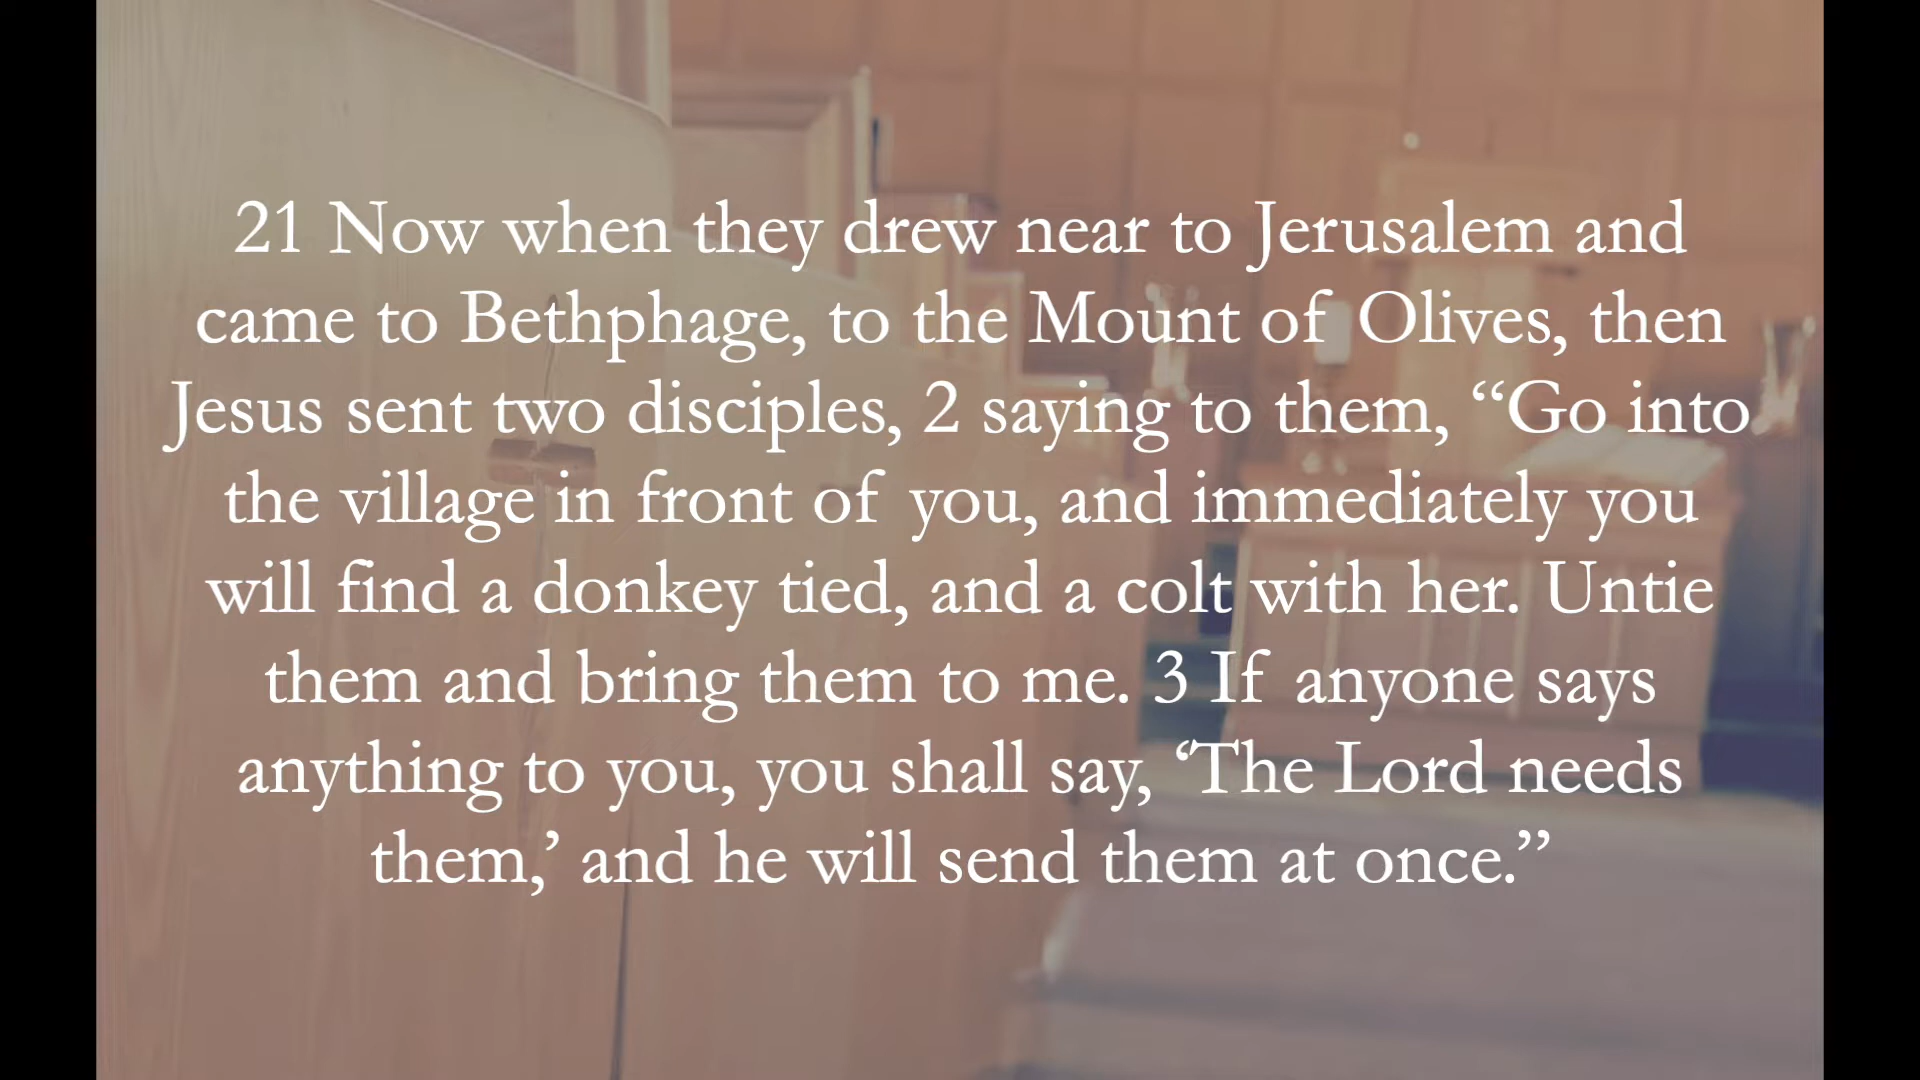 21 Now when they drew near to Jerusalem and
came to Bethphage, to the Mount of Olives, then
Jesus sent two disciples, 2 saying to them, “Go into
the village in front of you, and immediately you
will find a donkey tied, and a colt with her. Untie
them and bring them to me. 3 If anyone says
anything to you, you shall say, ‘The Lord needs
them,’ and he will send them at once.”